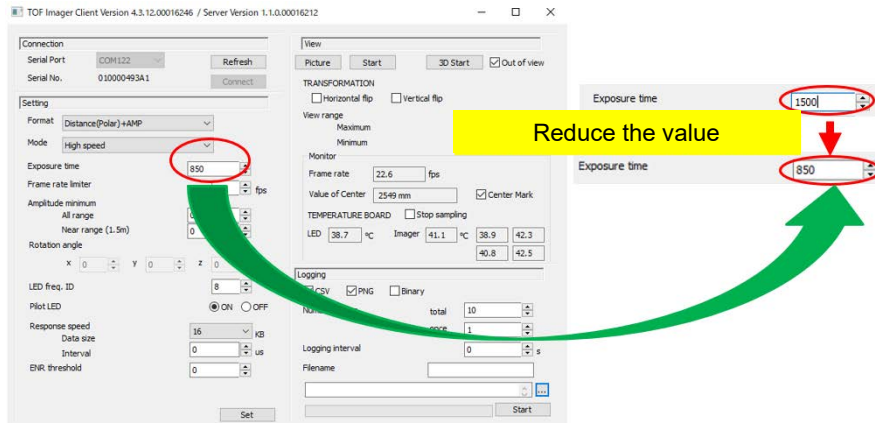 TOF Imager Client Version 4.3.12.00016246 / Server Version 1.1.0.00016212
Connection
Serial Port COM122 Refresh
Serial No. 010000493A1 Connect
Setting
Format Distance(Polar)+AMP
Mode High speed
Exposure time 850
Frame rate limiter fps
Amplitude minimum
All range
Near range (1.5m) 0
Rotation angle
x 0 y 0 z 0
LED freq. ID 8
Pilot LED ON OFF
Response speed
Data size 16 KB
Interval 0 us
ENR threshold 0
Set
View
Picture Start 3D Start Out of view
TRANSFORMATION
Horizontal flip Vertical flip
View range
Maximum
Minimum
Monitor
Frame rate 22.6 fps
Value of Center 2549 mm Center Mark
TEMPERATURE BOARD Stop sampling
LED 38.7 ℃ Imager 41.1 ℃ 38.9 42.3
40.8 42.5
Logging
CSV PNG Binary
total 10
once 1
Logging interval 0 s
Filename
...
Start
Reduce the value
Exposure time 1500
Exposure time 850